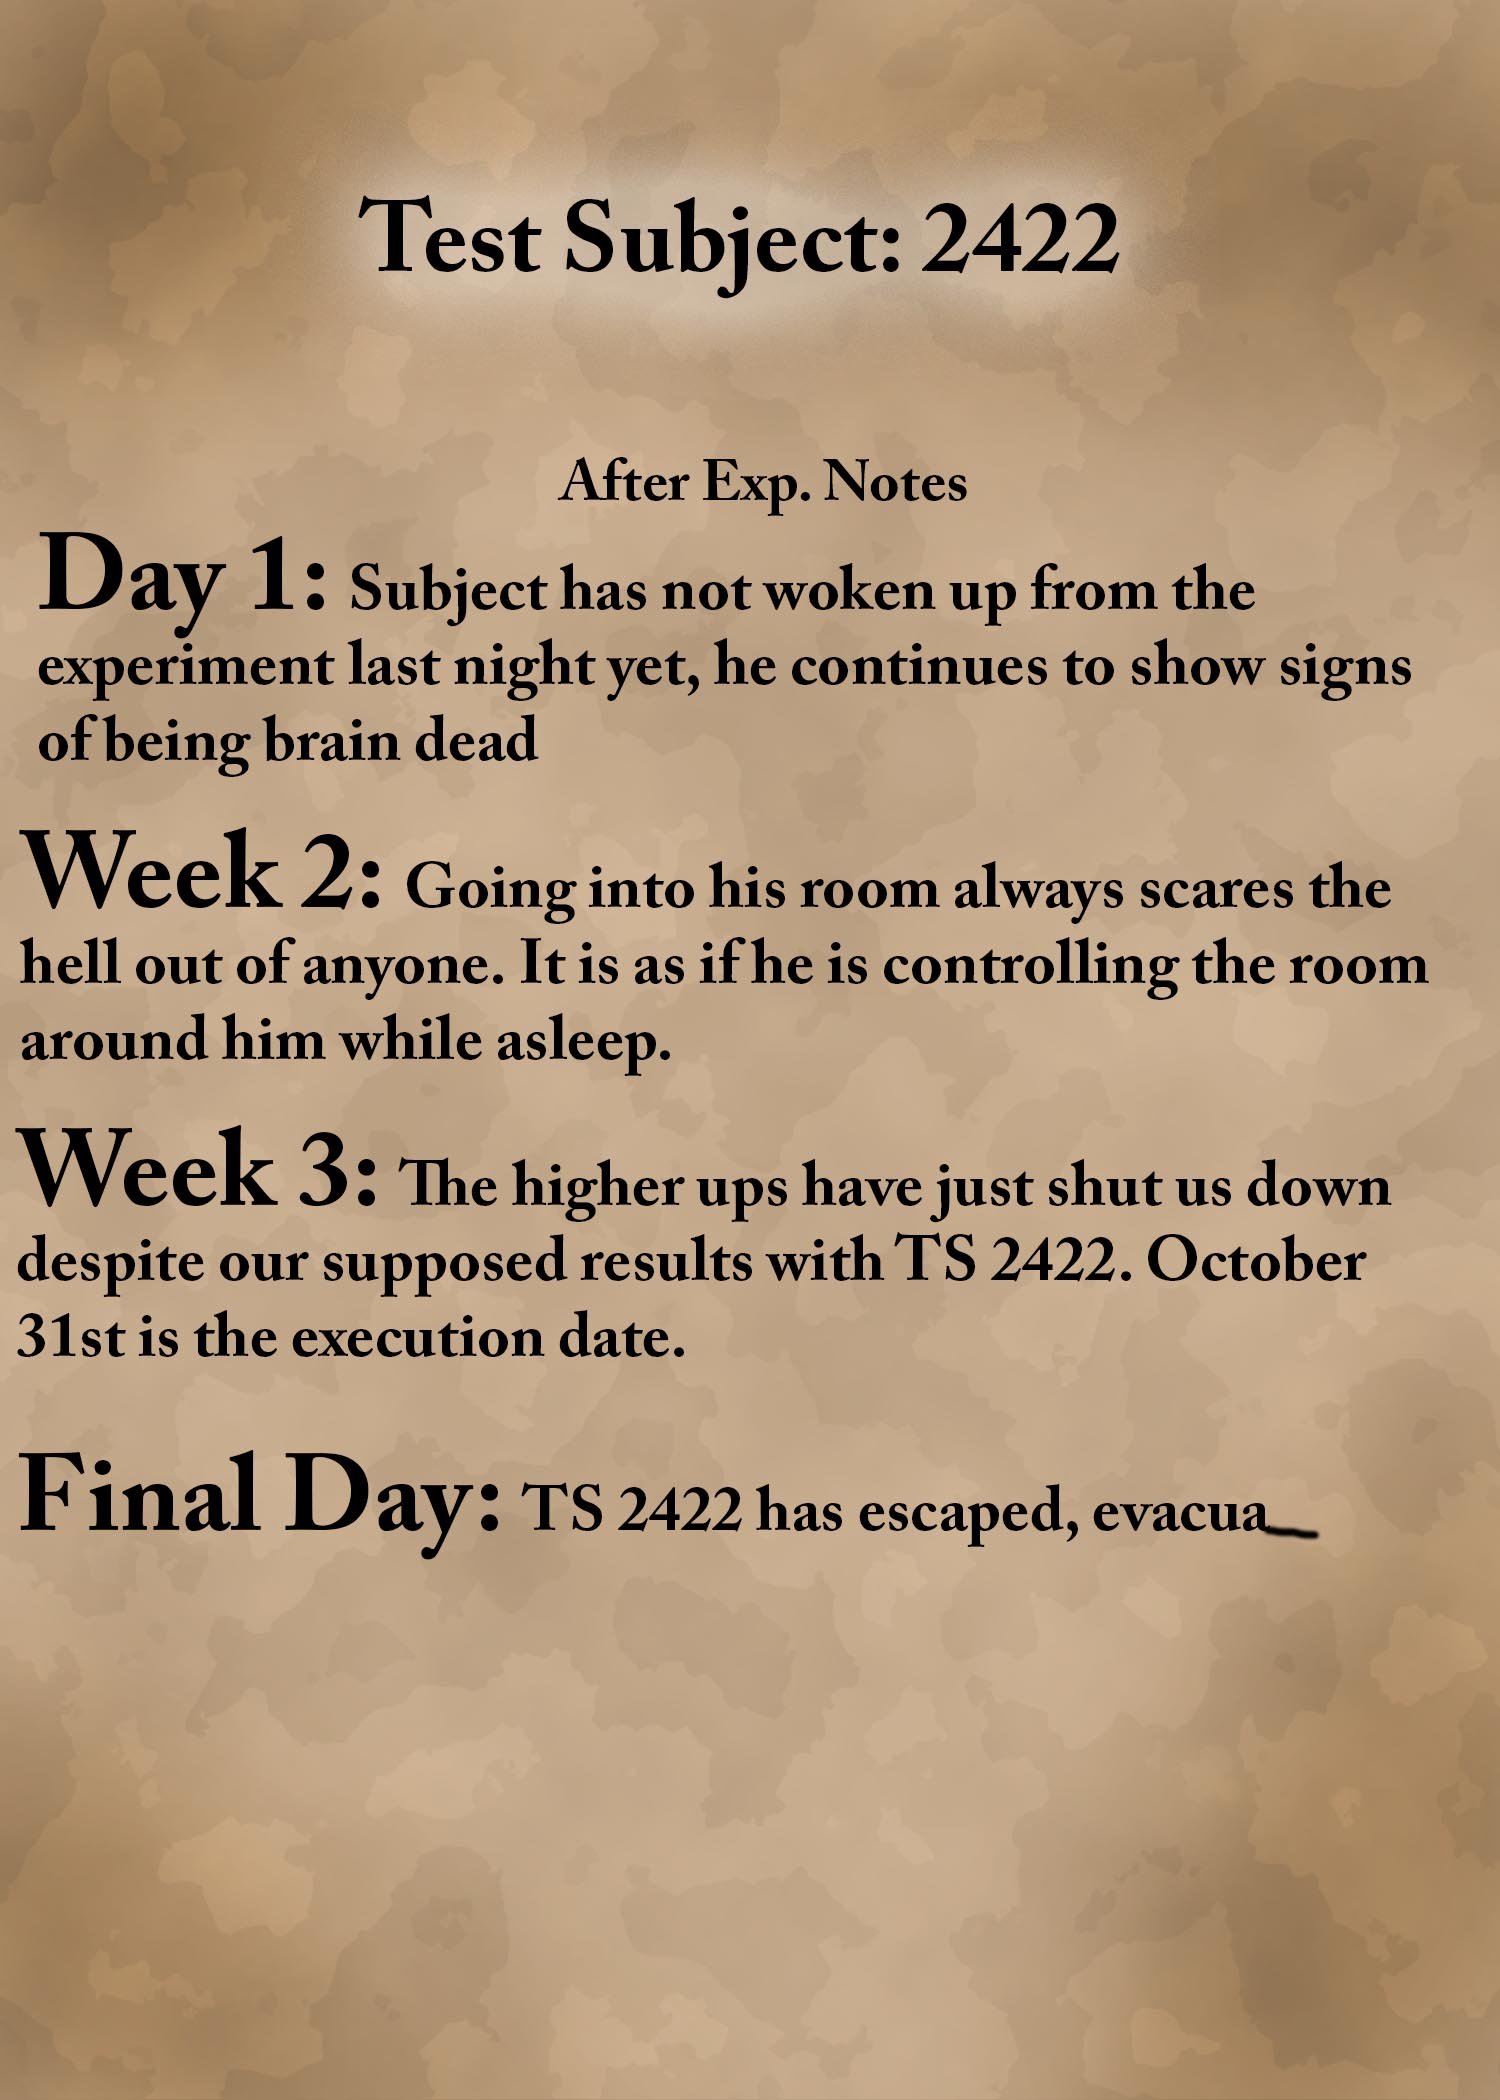 Test Subject: 2422
After Exp. Notes
Day 1: Subject has not woken up from the
experiment last night yet, he continues to show signs
of being brain dead
Week 2: Going into his room always scares the
hell out of anyone. It is as if he is controlling the room
around him while asleep.
Week 3: The higher ups have just shut us down
despite our supposed results with TS 2422. October
31st is the execution date.
Final Day: TS 2422 has escaped, evacua